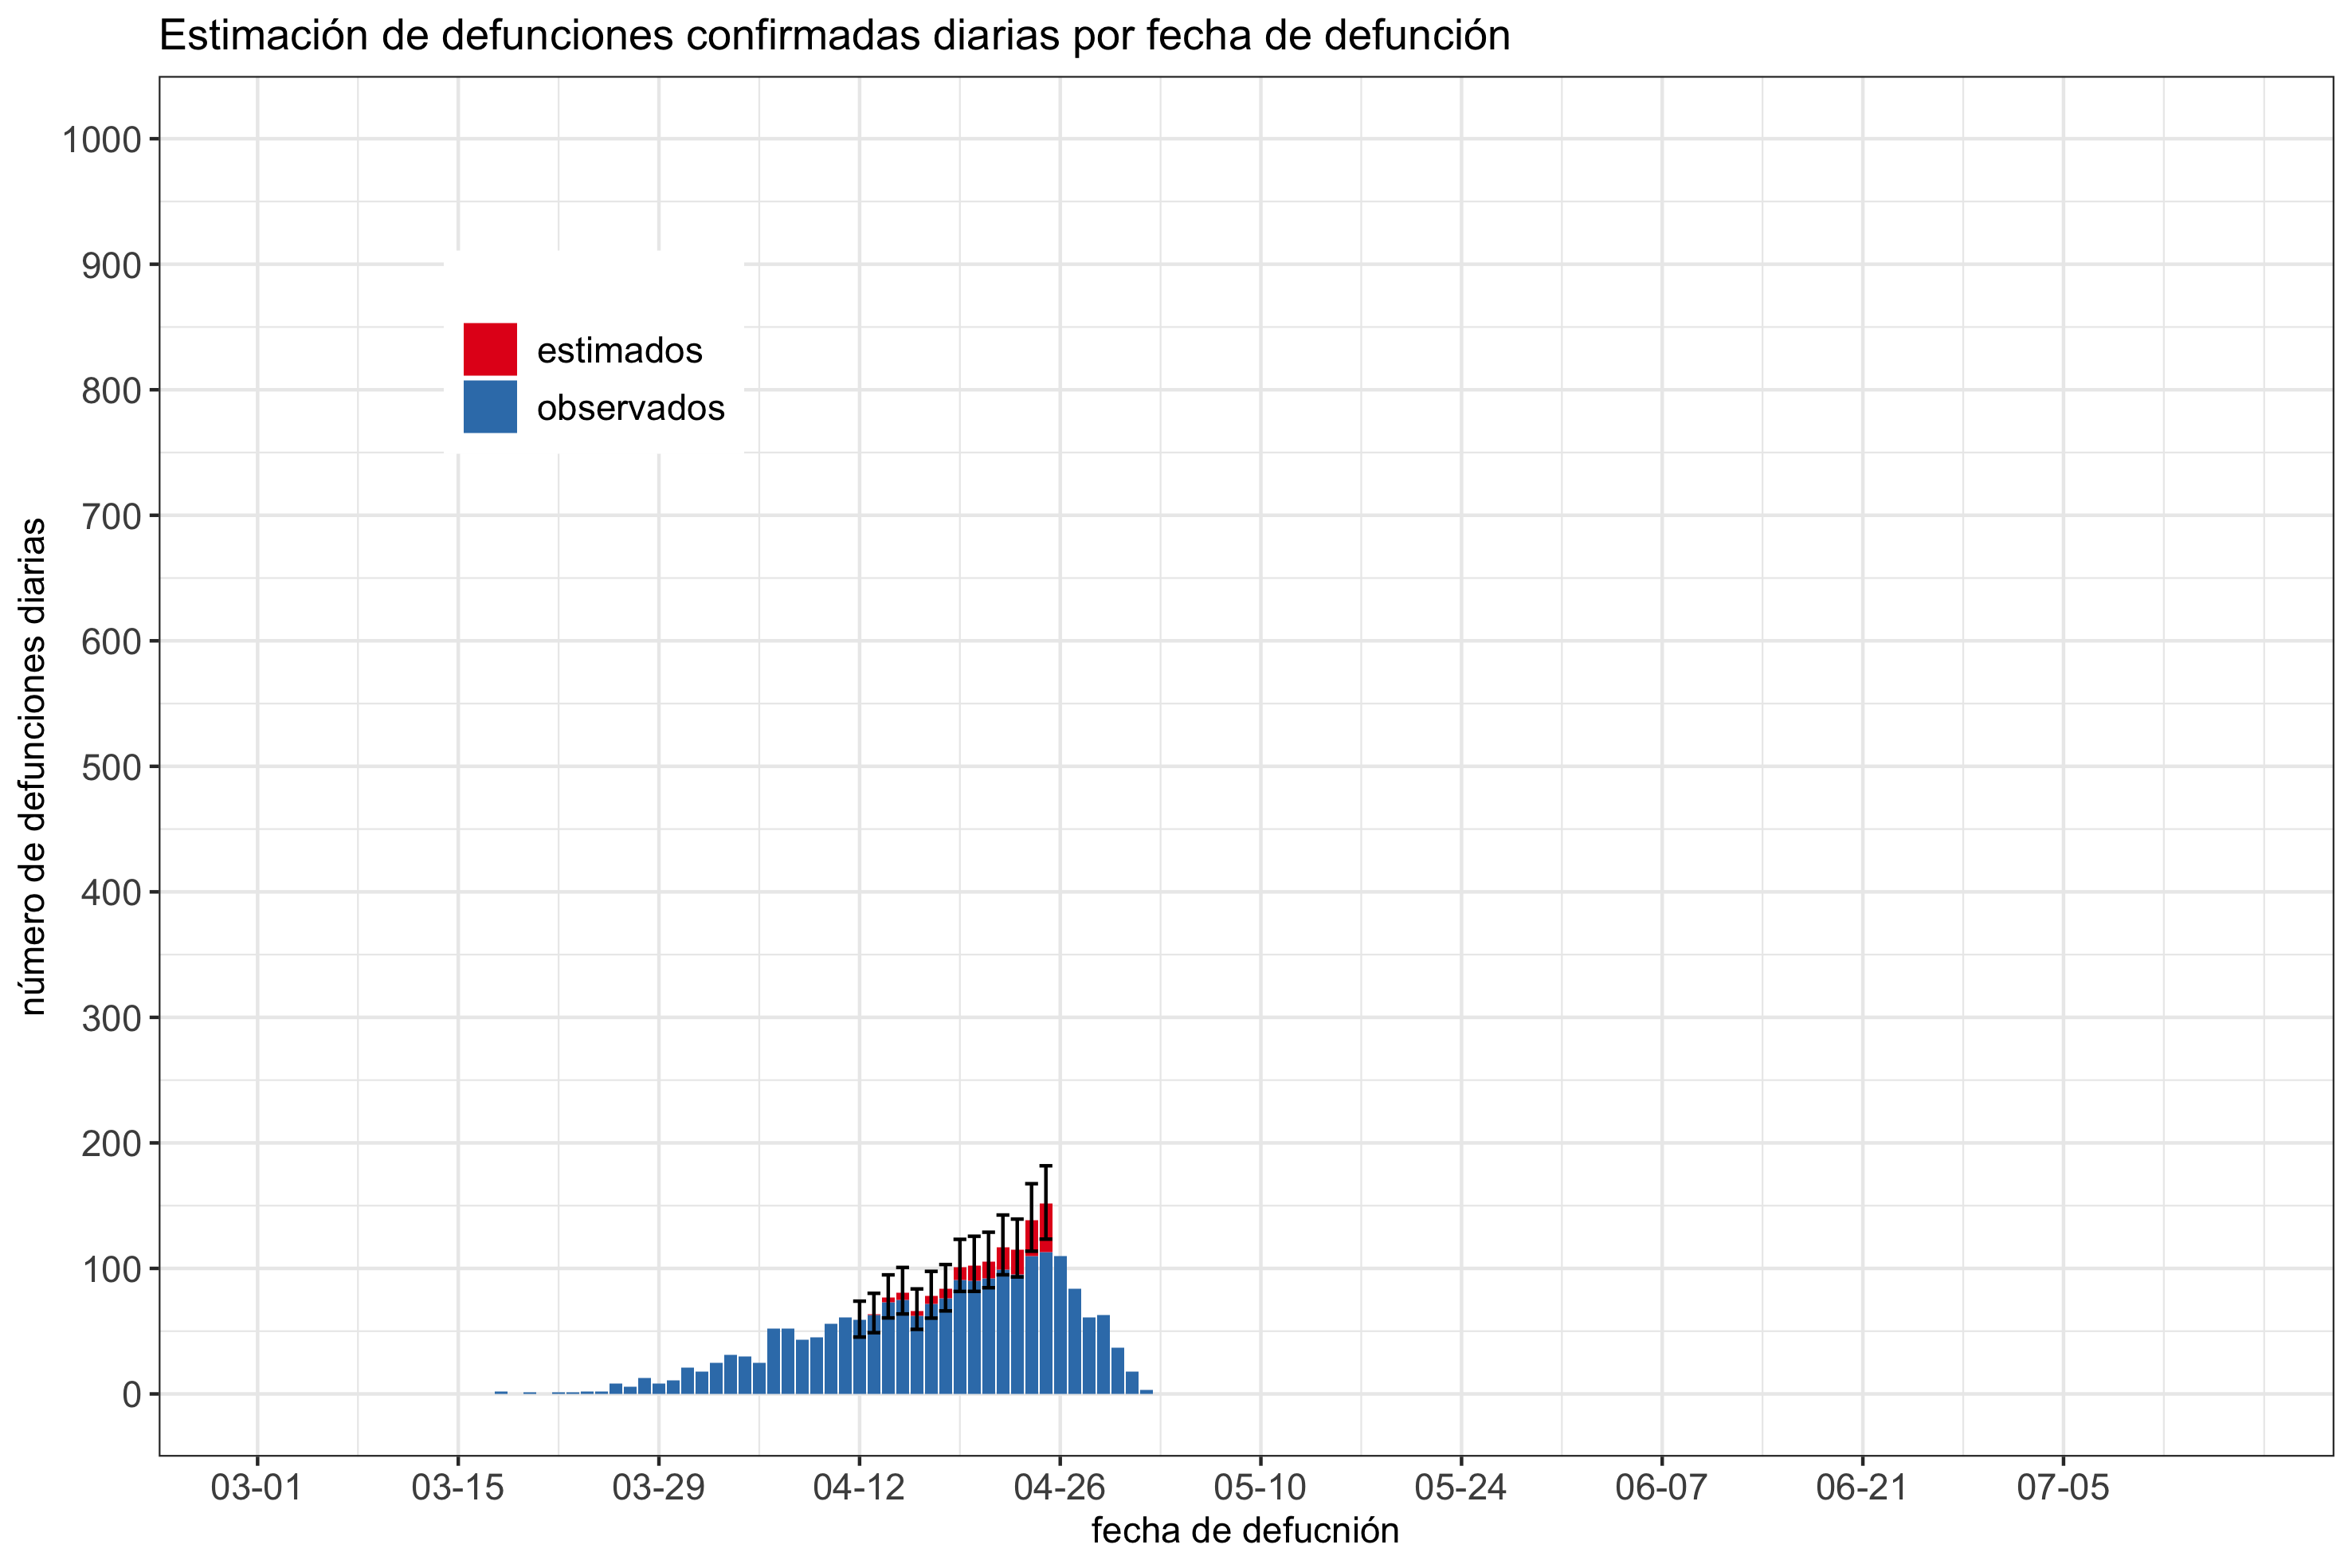 Estimación de defunciones confirmadas diarias por fecha de defunción
1000
900
800
700
600
500
400
300
200
100
0
número de defunciones diarias
estimados
observados
03-01 03-15 03-29 04-12 04-26 05-10 05-24 06-07 06-21 07-05
fecha de defucnión